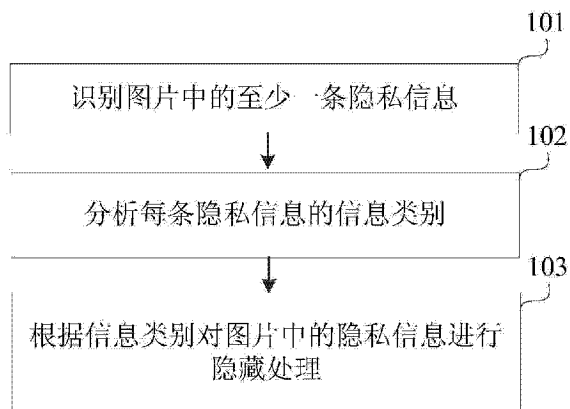 101
识别图片中的至少一条隐私信息
102
分析每条隐私信息的信息类别
103
根据信息类别对图片中的隐私信息进行
隐藏处理